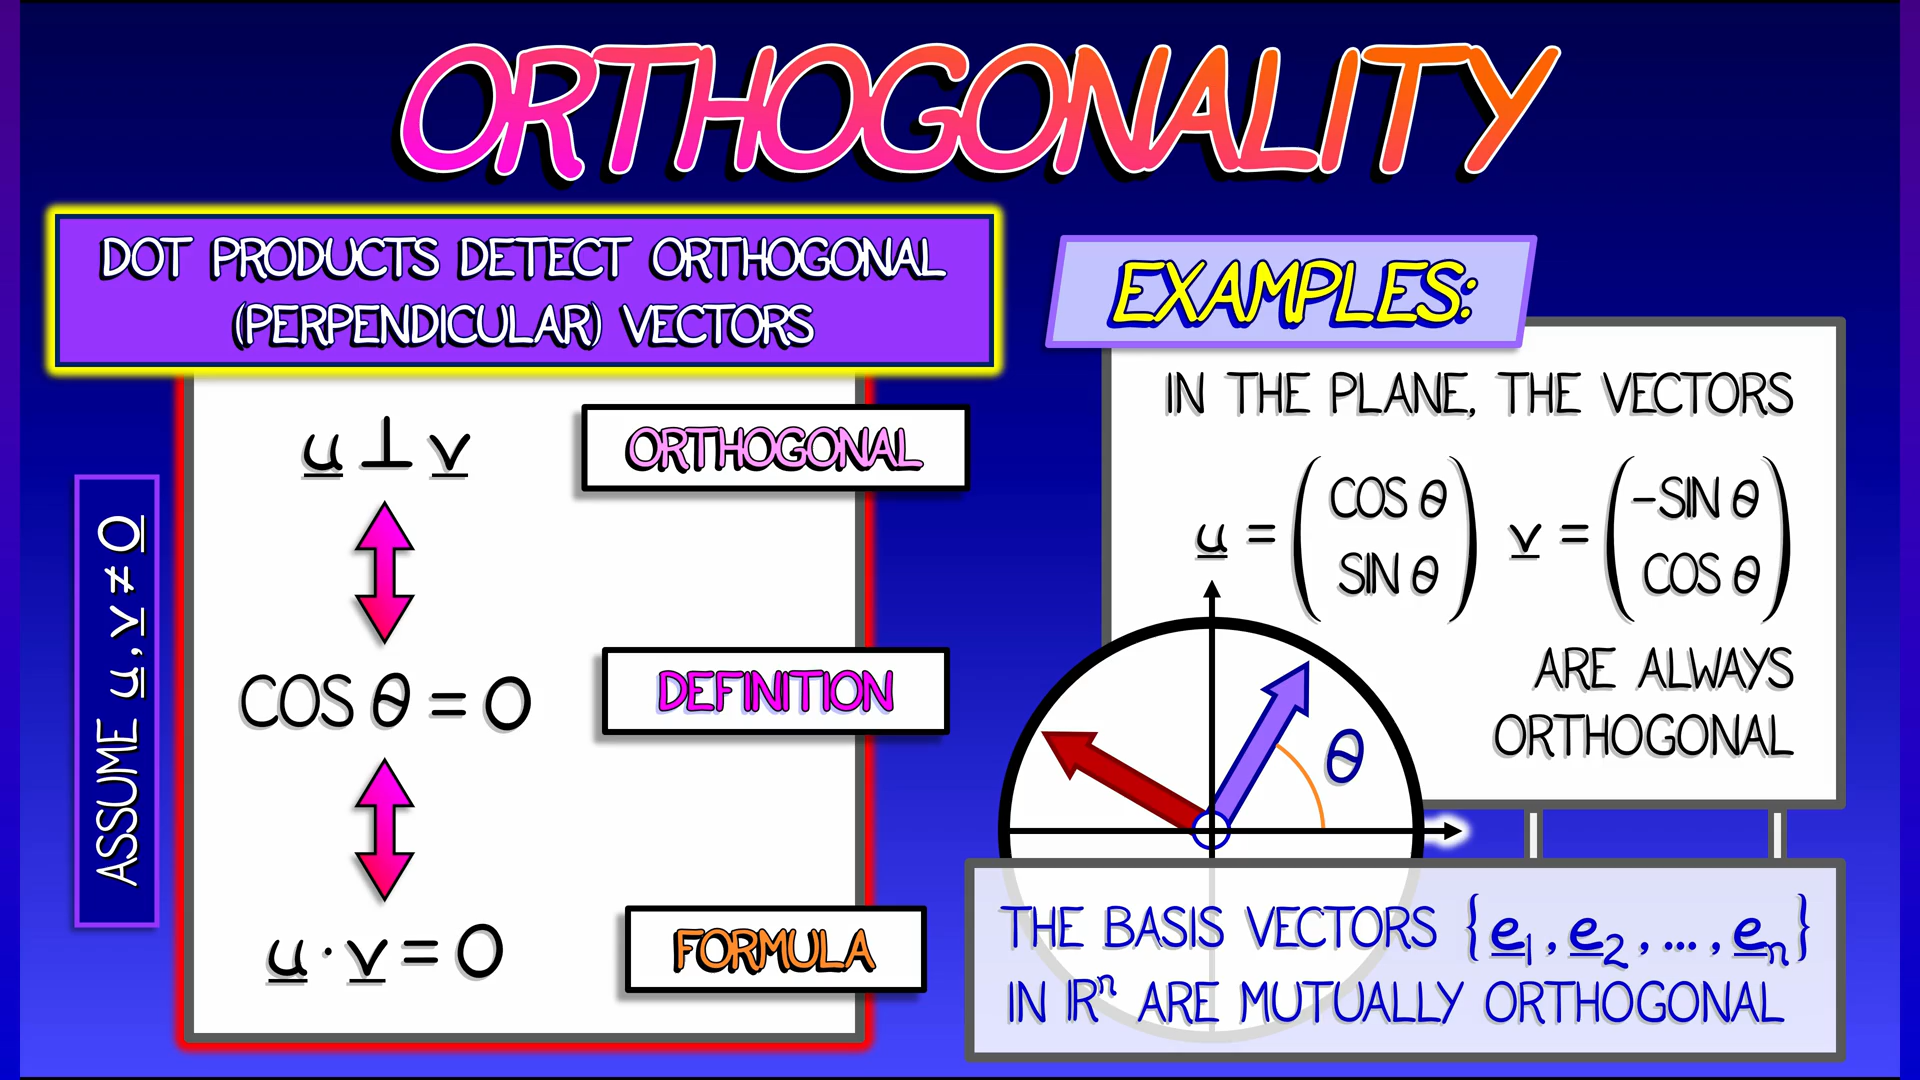 ORTHOGONALITY
DOT PRODUCTS DETECT ORTHOGONAL
(PERPENDICULAR) VECTORS
ASSUME u, v ≠ 0
u ⊥ v
ORTHOGONAL
COS θ = 0
DEFINITION
u · v = 0
FORMULA
EXAMPLES:
IN THE PLANE, THE VECTORS
u = (COS θ SIN θ) v = (-SIN θ COS θ)
ARE ALWAYS
ORTHOGONAL
θ
THE BASIS VECTORS {e₁, e₂, ..., eₙ}
IN ℝⁿ ARE MUTUALLY ORTHOGONAL